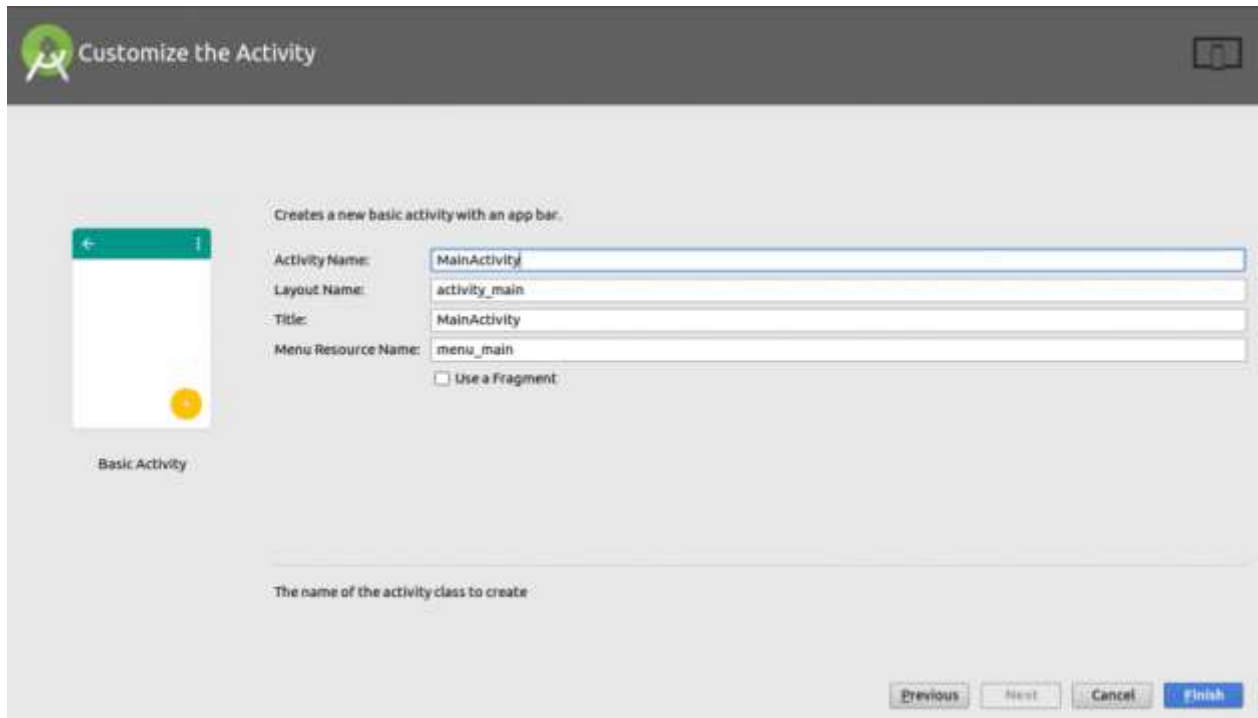 Customize the Activity
Creates a new basic activity with an app bar.
Activity Name: MainActivity
Layout Name: activity_main
Title: MainActivity
Menu Resource Name: menu_main
Use a Fragment
Basic Activity
The name of the activity class to create
Previous Next Cancel Finish